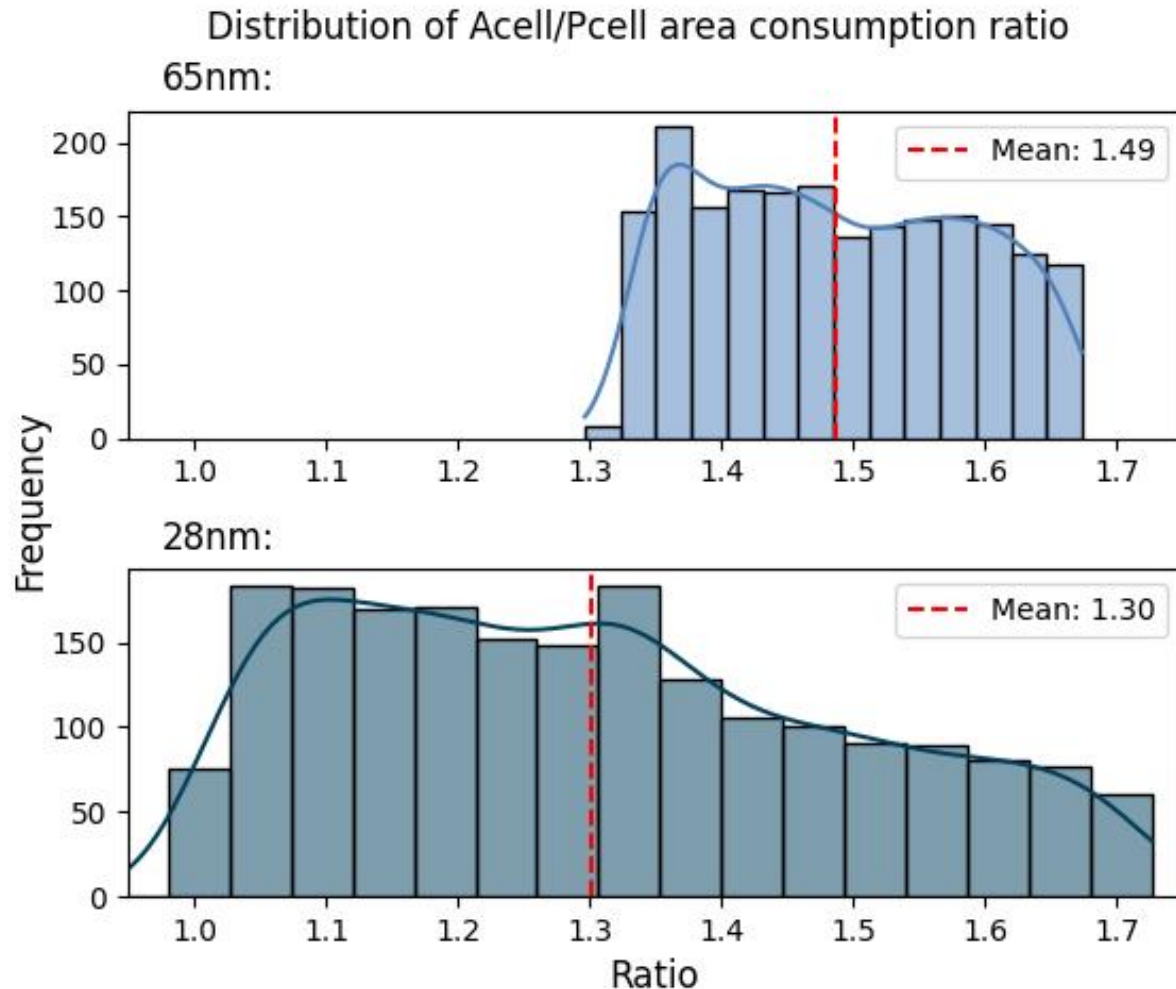 Distribution of Acell/Pcell area consumption ratio
65nm:
200
150
100
50
0
Mean: 1.49
1.0 1.1 1.2 1.3 1.4 1.5 1.6 1.7
Frequency
28nm:
150
100
50
0
Mean: 1.30
1.0 1.1 1.2 1.3 1.4 1.5 1.6 1.7
Ratio